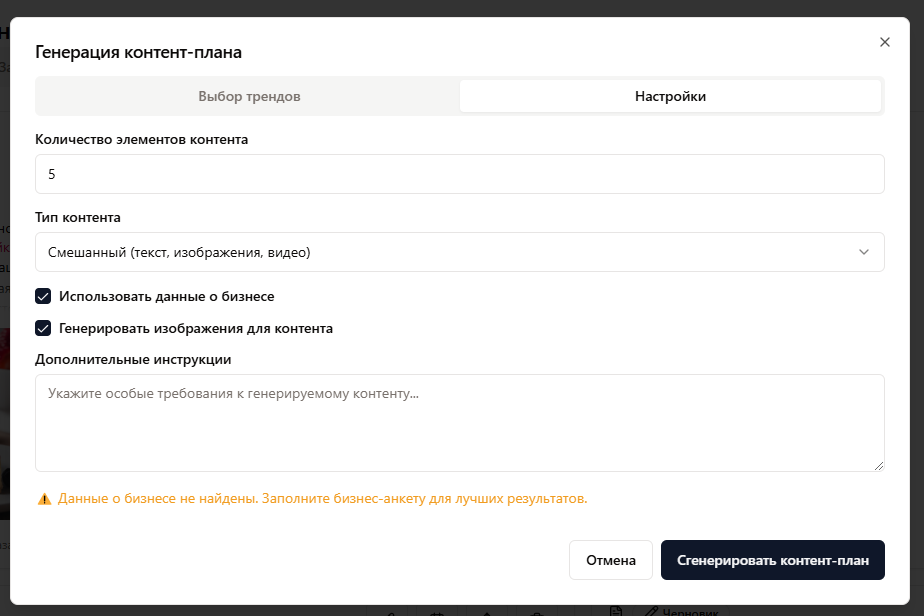 Генерация контент-плана
Выбор трендов
Настройки
Количество элементов контента
5
Тип контента
Смешанный (текст, изображения, видео)
Использовать данные о бизнесе
Генерировать изображения для контента
Дополнительные инструкции
Укажите особые требования к генерируемому контенту...
⚠ Данные о бизнесе не найдены. Заполните бизнес-анкету для лучших результатов.
Отмена
Сгенерировать контент-план
Черновик